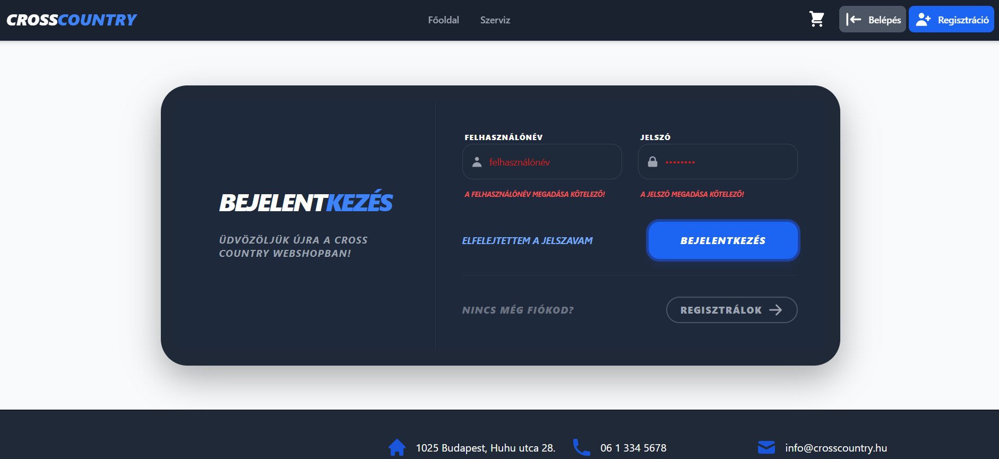 CROSSCOUNTRY
Főoldal
Szerviz
Belépés
Regisztráció
BEJELENTKEZÉS
ÜDVÖZÖLJÜK ÚJRA A CROSS
COUNTRY WEBSHOPBAN!
FELHASZNÁLÓNÉV
felhasználónév
A FELHASZNÁLÓNÉV MEGADÁSA KÖTELEZŐ!
JELSZÓ
••••••••
A JELSZÓ MEGADÁSA KÖTELEZŐ!
ELFELEJTETTEM A JELSZAVAM
BEJELENTKEZÉS
NINCS MÉG FIÓKOD?
REGISZTRÁLOK
1025 Budapest, Huhu utca 28.
06 1 334 5678
info@crosscountry.hu